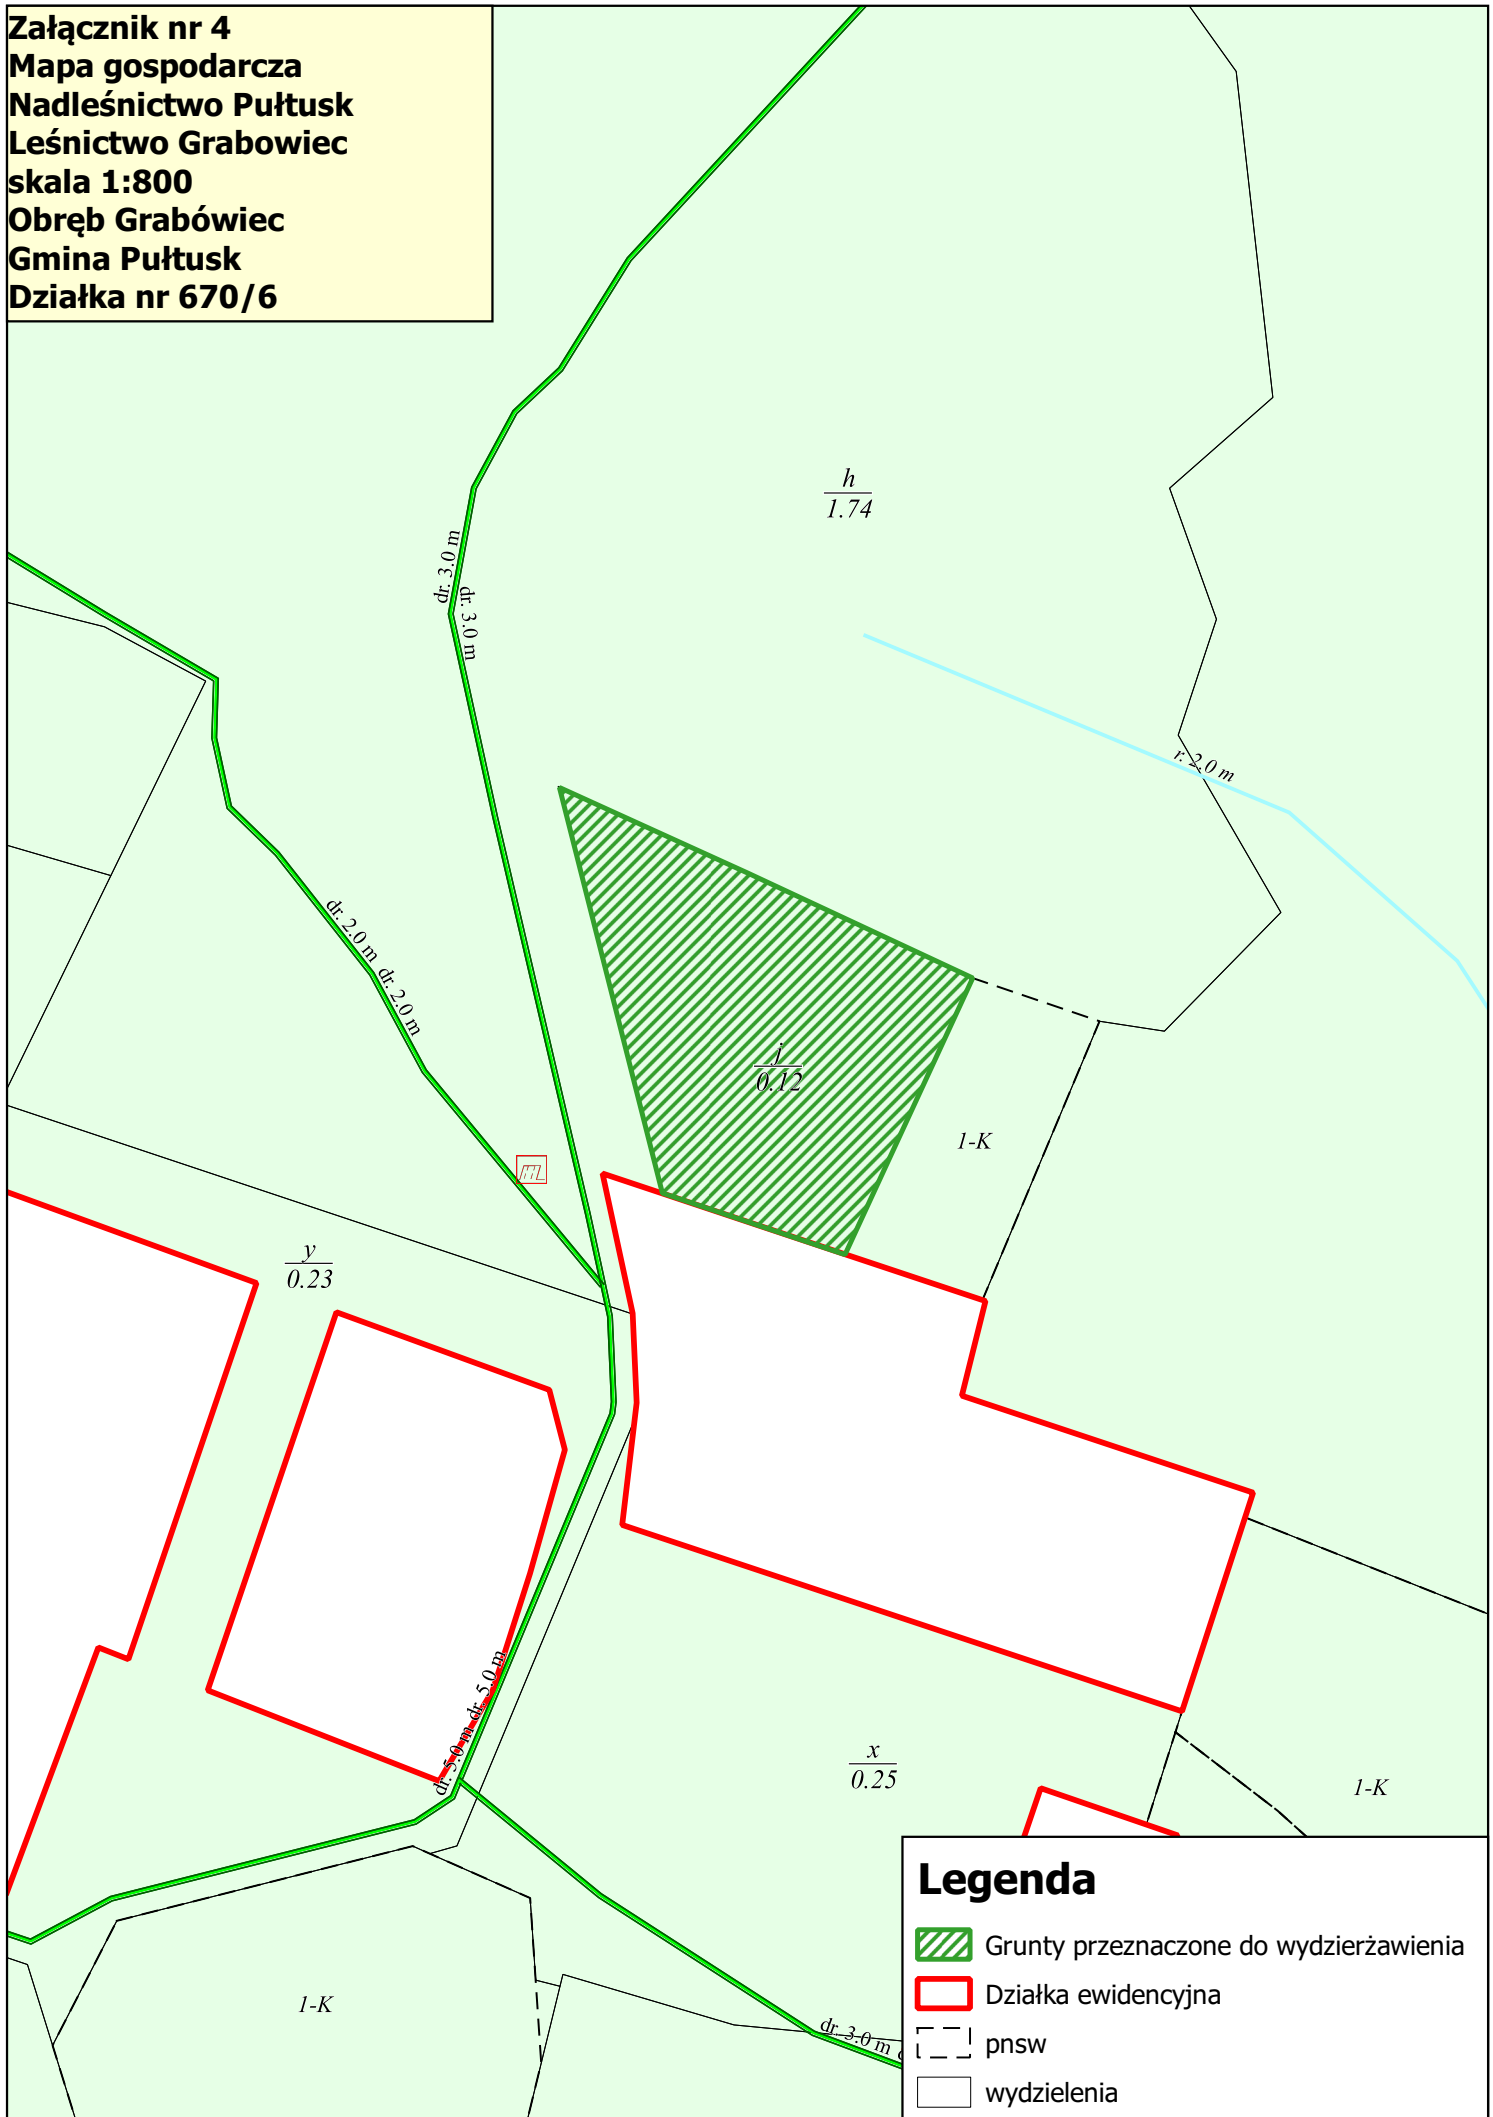 Załącznik nr 4
Mapa gospodarcza
Nadleśnictwo Pułtusk
Leśnictwo Grabowiec
skala 1:800
Obręb Grabówiec
Gmina Pułtusk
Działka nr 670/6
h
1.74
dr. 3.0 m
dr. 3.0 m
r. 2.0 m
dr. 2.0 m
dr. 2.0 m
j
0.12
1-K
y
0.23
dr. 5.0 m
dr. 5.0 m
x
0.25
1-K
1-K
dr. 3.0 m
Legenda
Grunty przeznaczone do wydzierżawienia
Działka ewidencyjna
pnsw
wydzielenia